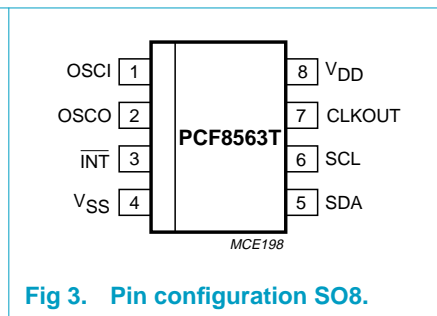 OSCI 1 8 VDD
OSCO 2 7 CLKOUT
PCF8563T
INT 3 6 SCL
VSS 4 5 SDA
MCE198
Fig 3. Pin configuration SO8.